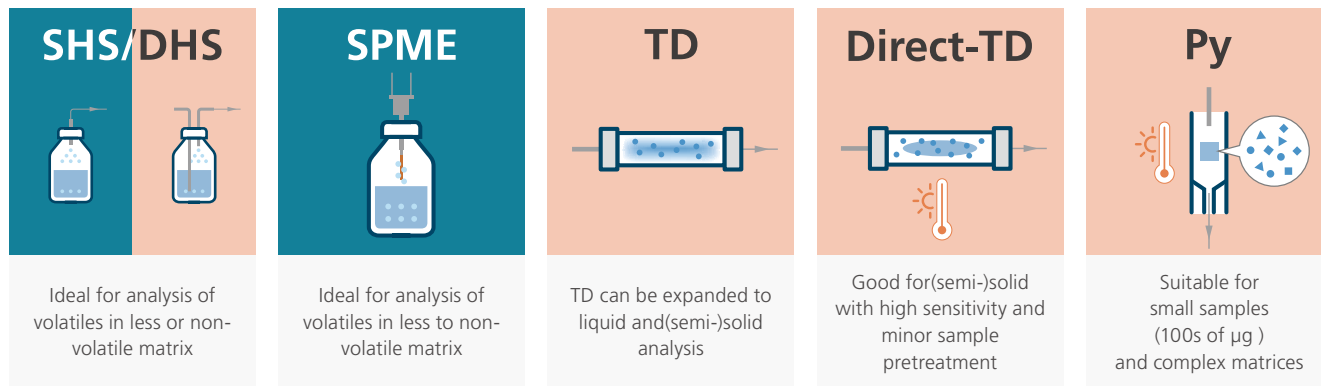 SHS/DHS
Ideal for analysis of
volatiles in less or non-
volatile matrix
SPME
Ideal for analysis of
volatiles in less to non-
volatile matrix
TD
TD can be expanded to
liquid and(semi-)solid
analysis
Direct-TD
Good for(semi-)solid
with high sensitivity and
minor sample
pretreatment
Py
Suitable for
small samples
(100s of µg )
and complex matrices